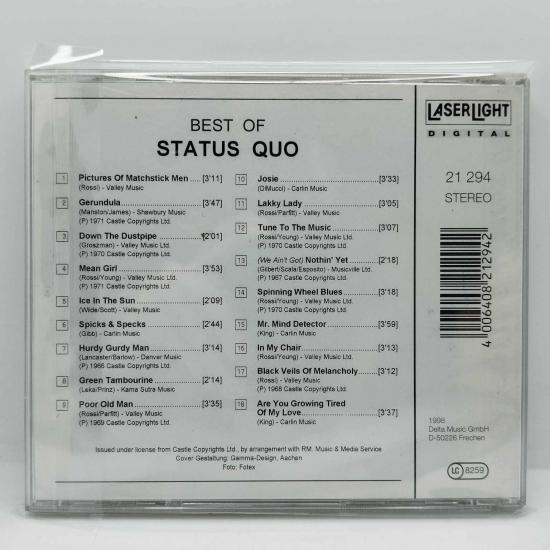 BEST OF
STATUS QUO
1 Pictures Of Matchstick Men ..... [3'11]
(Rossi) - Valley Music
2 Gerundula ..... [3'47]
(Manston/James) - Shawbury Music
(P) 1971 Castle Copyrights Ltd.
3 Down The Dustpipe ..... [2'01]
(Groszman) - Valley Music Ltd.
(P) 1970 Castle Copyrights Ltd.
4 Mean Girl ..... [3'53]
(Rossi/Young) - Valley Music Ltd.
(P) 1971 Castle Copyrights Ltd.
5 Ice In The Sun ..... [2'09]
(Wilde/Scott) - Valley Music Ltd.
6 Spicks & Specks ..... [2'44]
(Gibb) - Carlin Music
7 Hurdy Gurdy Man ..... [3'14]
(Lancaster/Barlow) - Danver Music
(P) 1966 Castle Copyrights Ltd.
8 Green Tambourine ..... [2'14]
(Leka/Prinz) - Kama Sutra Music
9 Poor Old Man ..... [3'35]
(Rossi/Parfitt) - Valley Music
(P) 1969 Castle Copyrights Ltd.
10 Josie ..... [3'33]
(DiMucci) - Carlin Music
11 Lakky Lady ..... [3'05]
(Rossi/Parfitt) - Valley Music
12 Tune To The Music ..... [3'07]
(Rossi/Young) - Valley Music Ltd.
(P) 1970 Castle Copyrights Ltd.
13 (We Ain't Got) Nothin' Yet ..... [2'18]
(Gilbert/Scala/Esposito) - Musicville Ltd.
(P) 1967 Castle Copyrights Ltd.
14 Spinning Wheel Blues ..... [3'18]
(Rossi/Young) - Valley Music Ltd.
(P) 1970 Castle Copyrights Ltd.
15 Mr. Mind Detector ..... [3'59]
(King) - Carlin Music
16 In My Chair ..... [3'13]
(Rossi/Young) - Valley Music
17 Black Veils Of Melancholy ..... [3'12]
(Rossi) - Valley Music
(P) 1968 Castle Copyrights Ltd.
18 Are You Growing Tired
Of My Love ..... [3'37]
(King) - Carlin Music
Issued under license from Castle Copyrights Ltd., by arrangement with RM. Music & Media Service
Cover Gestaltung: Gamma-Design, Aachen
Foto: Fotex
LASERLIGHT
DIGITAL
21 294
STEREO
4 006408 212942
1998
Delta Music GmbH
D-50226 Frechen
LC 8259